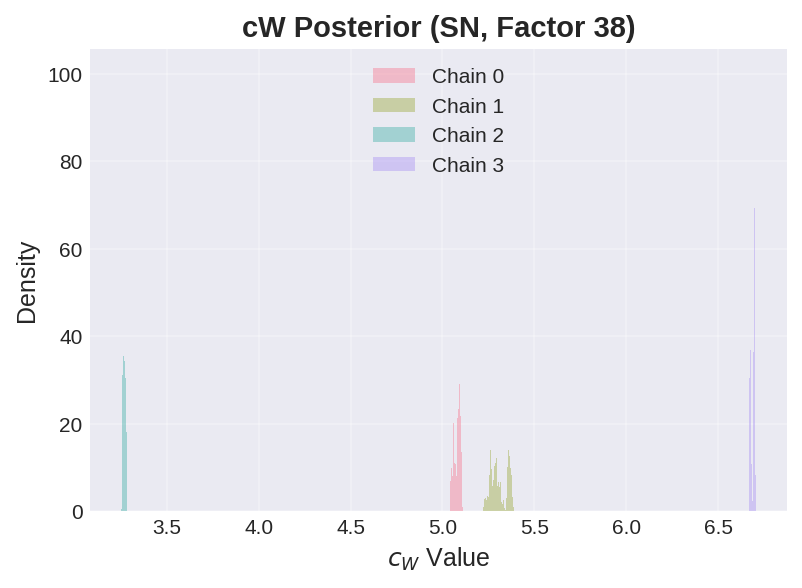 cW Posterior (SN, Factor 38)
Chain 0
Chain 1
Chain 2
Chain 3
100
80
60
40
20
0
Density
3.5 4.0 4.5 5.0 5.5 6.0 6.5
c_W Value